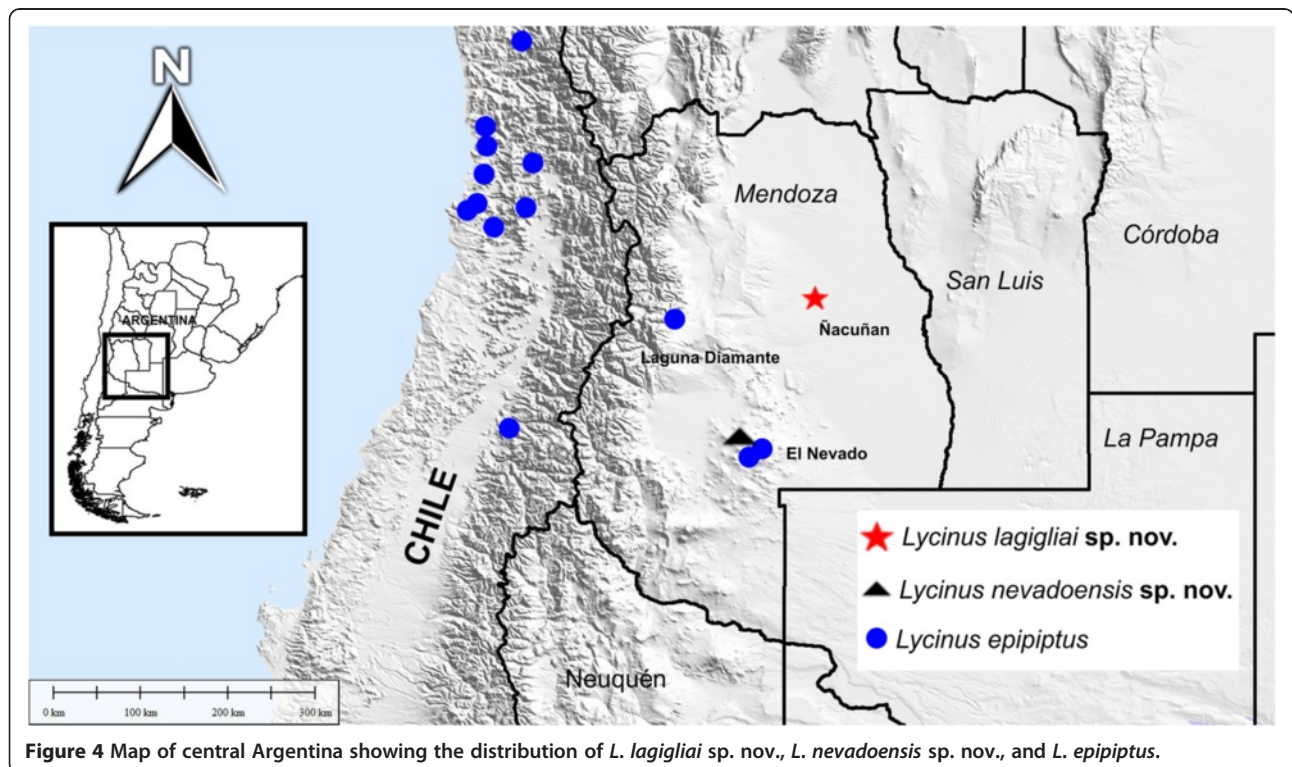 N
ARGENTINA
Mendoza
Córdoba
San Luis
Ñacuñan
Laguna Diamante
La Pampa
El Nevado
CHILE
Lycinus lagigliai sp. nov.
Lycinus nevadoensis sp. nov.
Lycinus epipiptus
Neuquén
0 km 100 km 200 km 300 km
Figure 4 Map of central Argentina showing the distribution of L. lagigliai sp. nov., L. nevadoensis sp. nov., and L. epipiptus.